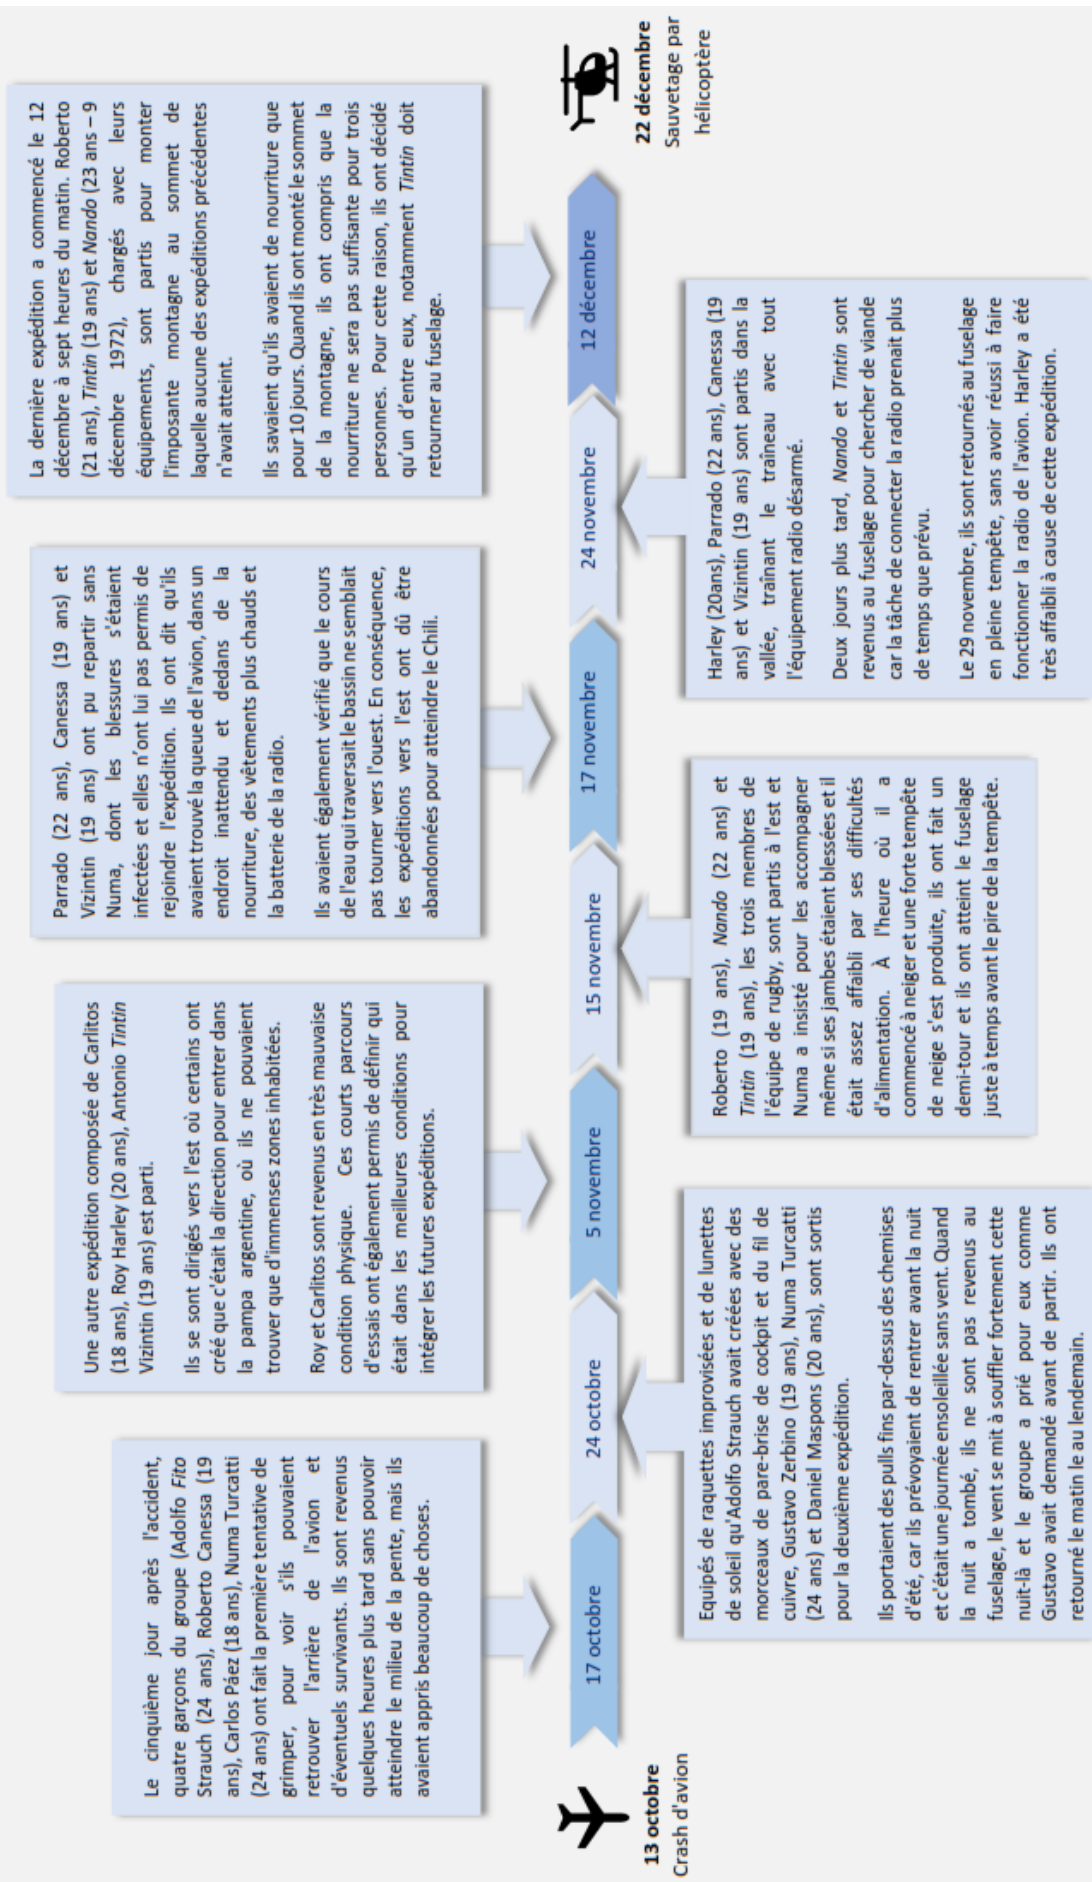 13 octobre
Crash d'avion
Le cinquième jour après l'accident,
quatre garçons du groupe (Adolfo Fito
Strauch (24 ans), Roberto Canessa (19
ans), Carlos Páez (18 ans), Numa Turcatti
(24 ans) ont fait la première tentative de
grimper, pour voir s'ils pouvaient
retrouver l'arrière de l'avion et
d'éventuels survivants. Ils sont revenus
quelques heures plus tard sans pouvoir
atteindre le milieu de la pente, mais ils
avaient appris beaucoup de choses.
17 octobre
24 octobre
Equipés de raquettes improvisées et de lunettes
de soleil qu'Adolfo Strauch avait créées avec des
morceaux de pare-brise de cockpit et du fil de
cuivre, Gustavo Zerbino (19 ans), Numa Turcatti
(24 ans) et Daniel Maspons (20 ans), sont sortis
pour la deuxième expédition.
Ils portaient des pulls fins par-dessus des chemises
d'été, car ils prévoyaient de rentrer avant la nuit
et c'était une journée ensoleillée sans vent. Quand
la nuit a tombé, ils ne sont pas revenus au
fuselage, le vent se mit à souffler fortement cette
nuit-là et le groupe a prié pour eux comme
Gustavo avait demandé avant de partir. Ils ont
retourné le matin le au lendemain.
Une autre expédition composée de Carlitos
(18 ans), Roy Harley (20 ans), Antonio Tintin
Vizintin (19 ans) est parti.
Ils se sont dirigés vers l'est où certains ont
créé que c'était la direction pour entrer dans
la pampa argentine, où ils ne pouvaient
trouver que d'immenses zones inhabitées.
Roy et Carlitos sont revenus en très mauvaise
condition physique. Ces courts parcours
d'essais ont également permis de définir qui
était dans les meilleures conditions pour
intégrer les futures expéditions.
5 novembre
15 novembre
Roberto (19 ans), Nando (22 ans) et
Tintin (19 ans), les trois membres de
l'équipe de rugby, sont partis à l'est et
Numa a insisté pour les accompagner
même si ses jambes étaient blessées et il
était assez affaibli par ses difficultés
d'alimentation. À l'heure où il a
commencé à neiger et une forte tempête
de neige s'est produite, ils ont fait un
demi-tour et ils ont atteint le fuselage
juste à temps avant le pire de la tempête.
Parrado (22 ans), Canessa (19 ans) et
Vizintin (19 ans) ont pu repartir sans
Numa, dont les blessures s'étaient
infectées et elles n'ont lui pas permis de
rejoindre l'expédition. Ils ont dit qu'ils
avaient trouvé la queue de l'avion, dans un
endroit inattendu et dedans de la
nourriture, des vêtements plus chauds et
la batterie de la radio.
Ils avaient également vérifié que le cours
de l'eau qui traversait le bassin ne semblait
pas tourner vers l'ouest. En conséquence,
les expéditions vers l'est ont dû être
abandonnées pour atteindre le Chili.
17 novembre
24 novembre
Harley (20ans), Parrado (22 ans), Canessa (19
ans) et Vizintin (19 ans) sont partis dans la
vallée, traînant le traîneau avec tout
l'équipement radio désarmé.
Deux jours plus tard, Nando et Tintin sont
revenus au fuselage pour chercher de viande
car la tâche de connecter la radio prenait plus
de temps que prévu.
Le 29 novembre, ils sont retournés au fuselage
en pleine tempête, sans avoir réussi à faire
fonctionner la radio de l'avion. Harley a été
très affaibli à cause de cette expédition.
La dernière expédition a commencé le 12
décembre à sept heures du matin. Roberto
(21 ans), Tintin (19 ans) et Nando (23 ans – 9
décembre 1972), chargés avec leurs
équipements, sont partis pour monter
l'imposante montagne au sommet de
laquelle aucune des expéditions précédentes
n'avait atteint.
Ils savaient qu'ils avaient de nourriture que
pour 10 jours. Quand ils ont monté le sommet
de la montagne, ils ont compris que la
nourriture ne sera pas suffisante pour trois
personnes. Pour cette raison, ils ont décidé
qu'un d'entre eux, notamment Tintin doit
retourner au fuselage.
12 décembre
22 décembre
Sauvetage par
hélicoptère